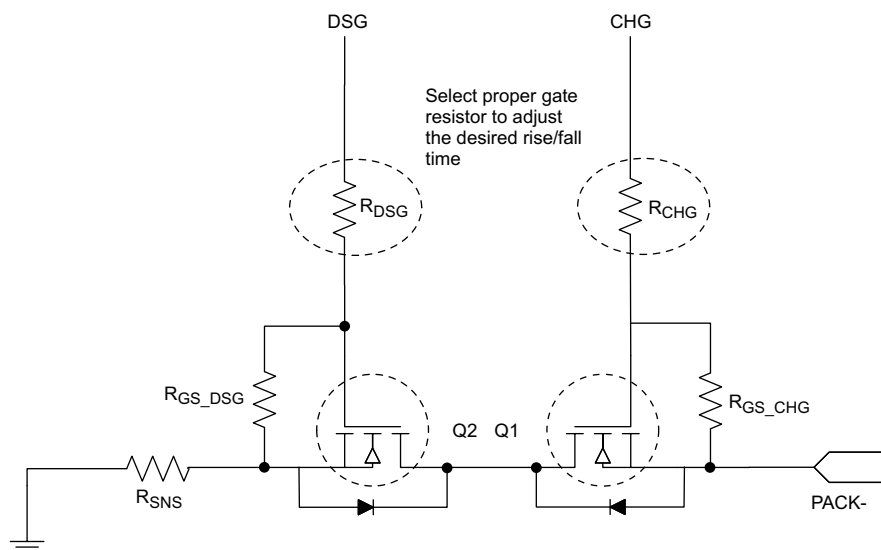 DSG
CHG
Select proper gate
resistor to adjust
the desired rise/fall
time
RDSG
RCHG
RGS_DSG
Q2
Q1
RGS_CHG
RSNS
PACK-